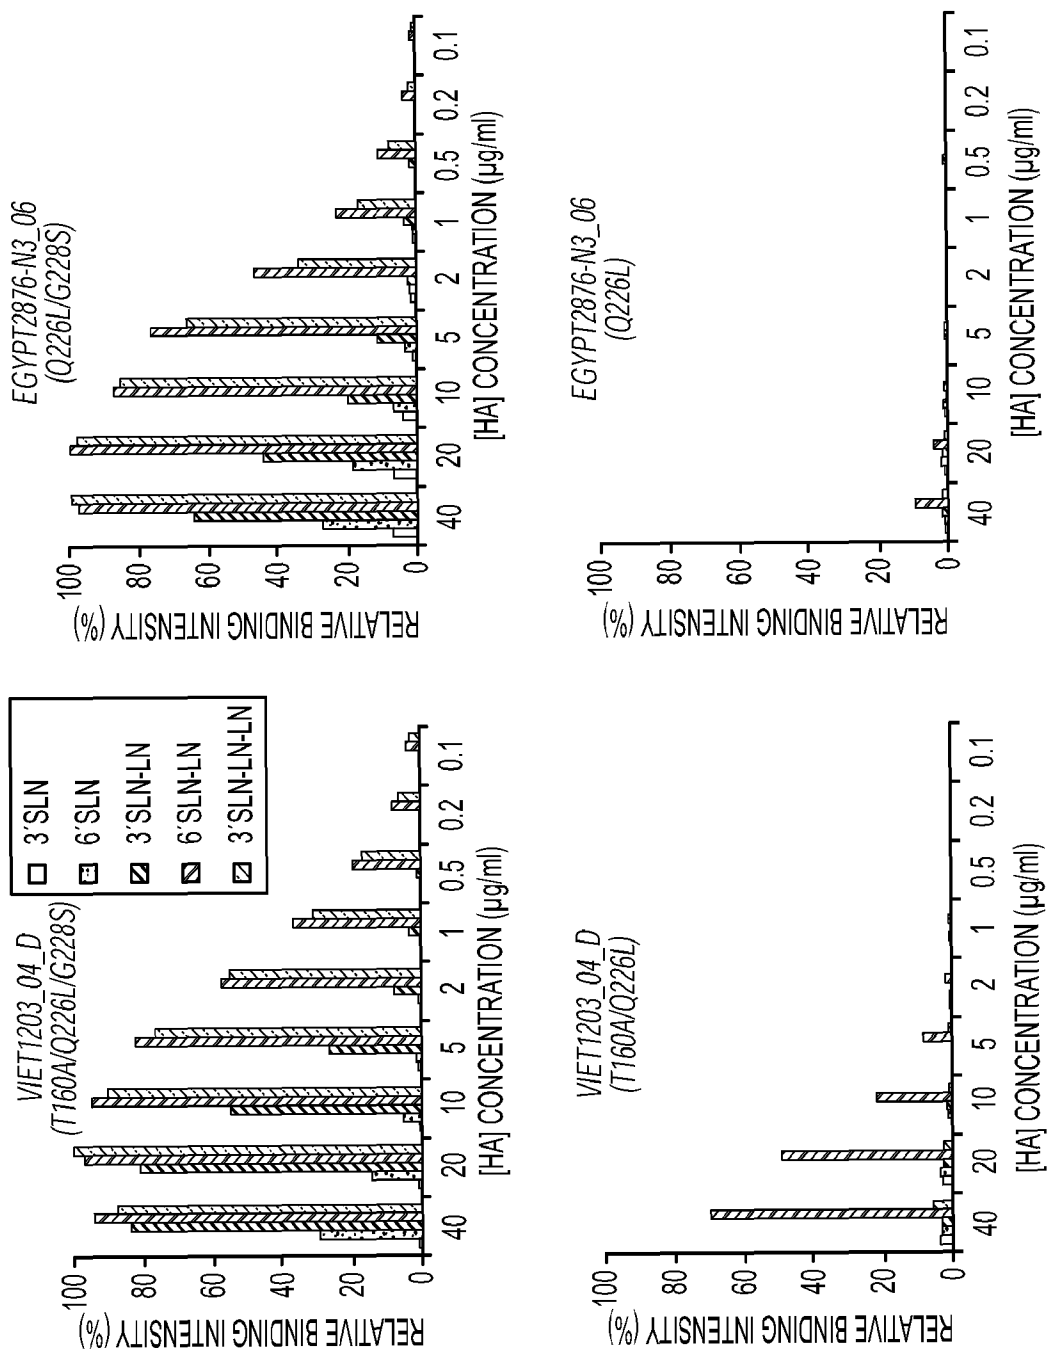 VIET1203_04_D
(T160A/Q226L/G228S)
3´SLN
6´SLN
3´SLN-LN
6´SLN-LN
3´SLN-LN-LN
RELATIVE BINDING INTENSITY (%)
100
80
60
40
20
0
40
20
10
5
2
1
0.5
0.2
0.1
[HA] CONCENTRATION (µg/ml)
EGYPT2876-N3_06
(Q226L/G228S)
RELATIVE BINDING INTENSITY (%)
100
80
60
40
20
0
40
20
10
5
2
1
0.5
0.2
0.1
[HA] CONCENTRATION (µg/ml)
VIET1203_04_D
(T160A/Q226L)
RELATIVE BINDING INTENSITY (%)
100
80
60
40
20
0
40
20
10
5
2
1
0.5
0.2
0.1
[HA] CONCENTRATION (µg/ml)
EGYPT2876-N3_06
(Q226L)
RELATIVE BINDING INTENSITY (%)
100
80
60
40
20
0
40
20
10
5
2
1
0.5
0.2
0.1
[HA] CONCENTRATION (µg/ml)